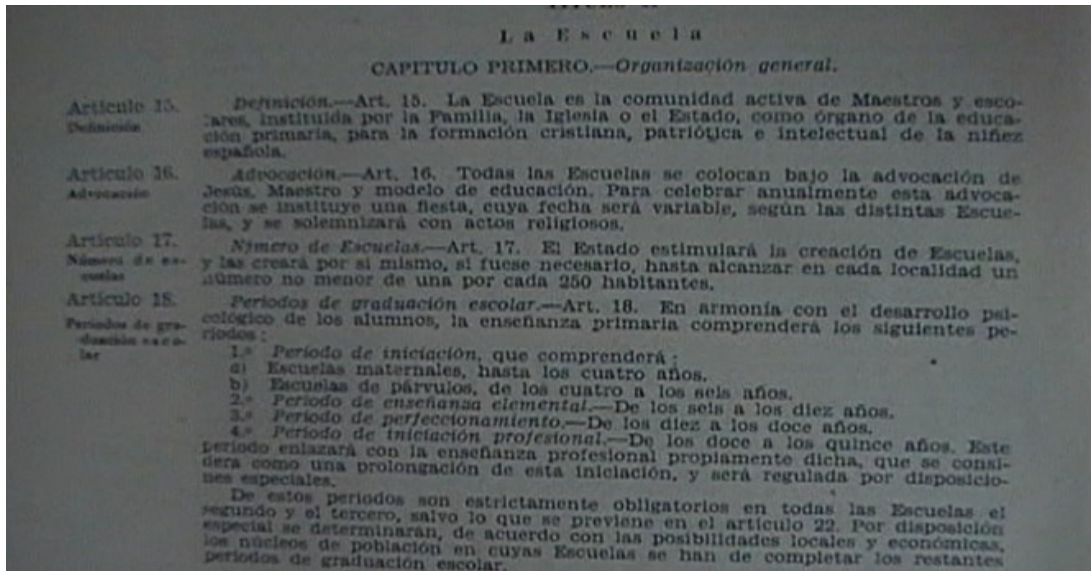 La Escuela
CAPITULO PRIMERO.—Organización general.
Artículo 15.
Definición
Definición.—Art. 15. La Escuela es la comunidad activa de Maestros y esco-
lares, instituída por la Familia, la Iglesia o el Estado, como órgano de la educa-
ción primaria, para la formación cristiana, patriótica e intelectual de la niñez
española.
Artículo 16.
Advocación
Advocación.—Art. 16. Todas las Escuelas se colocan bajo la advocación de
Jesús, Maestro y modelo de educación. Para celebrar anualmente esta advoca-
ción se instituye una fiesta, cuya fecha será variable, según las distintas Escue-
las, y se solemnizará con actos religiosos.
Artículo 17.
Número de es-
cuelas
Número de Escuelas.—Art. 17. El Estado estimulará la creación de Escuelas,
y las creará por sí mismo, si fuese necesario, hasta alcanzar en cada localidad un
número no menor de una por cada 250 habitantes.
Artículo 18.
Períodos de gra-
duación esco-
lar
Períodos de graduación escolar.—Art. 18. En armonía con el desarrollo psi-
cológico de los alumnos, la enseñanza primaria comprenderá los siguientes pe-
ríodos:
1.º Período de iniciación, que comprenderá:
a) Escuelas maternales, hasta los cuatro años.
b) Escuelas de párvulos, de los cuatro a los seis años.
2.º Período de enseñanza elemental.—De los seis a los diez años.
3.º Período de perfeccionamiento.—De los diez a los doce años.
4.º Período de iniciación profesional.—De los doce a los quince años. Este
período enlazará con la enseñanza profesional propiamente dicha, que se consi-
dera como una prolongación de esta iniciación, y será regulada por disposicio-
nes especiales.
De estos períodos son estrictamente obligatorios en todas las Escuelas el
segundo y el tercero, salvo lo que se previene en el artículo 22. Por disposición
especial se determinarán, de acuerdo con las posibilidades locales y económicas,
los núcleos de población en cuyas Escuelas se han de completar los restantes
períodos de graduación escolar.